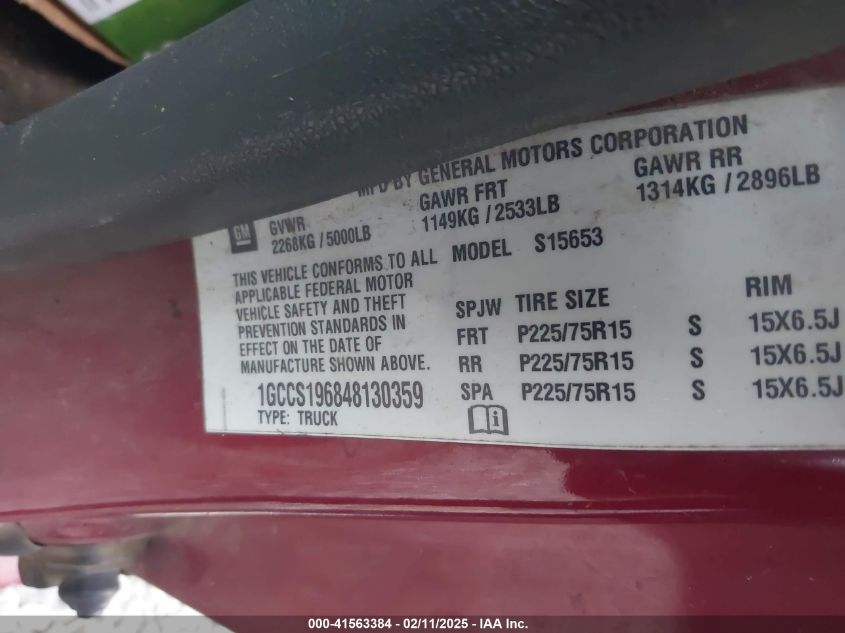 MFD BY GENERAL MOTORS CORPORATION
GM
GVWR
2268KG / 5000LB
GAWR FRT
1149KG / 2533LB
GAWR RR
1314KG / 2896LB
THIS VEHICLE CONFORMS TO ALL
APPLICABLE FEDERAL MOTOR
VEHICLE SAFETY AND THEFT
PREVENTION STANDARDS IN
EFFECT ON THE DATE OF
MANUFACTURE SHOWN ABOVE.
1GCCS196848130359
TYPE: TRUCK
MODEL S15653
SPJW TIRE SIZE RIM
FRT P225/75R15 S 15X6.5J
RR P225/75R15 S 15X6.5J
SPA P225/75R15 S 15X6.5J
000-41563384 - 02/11/2025 - IAA Inc.